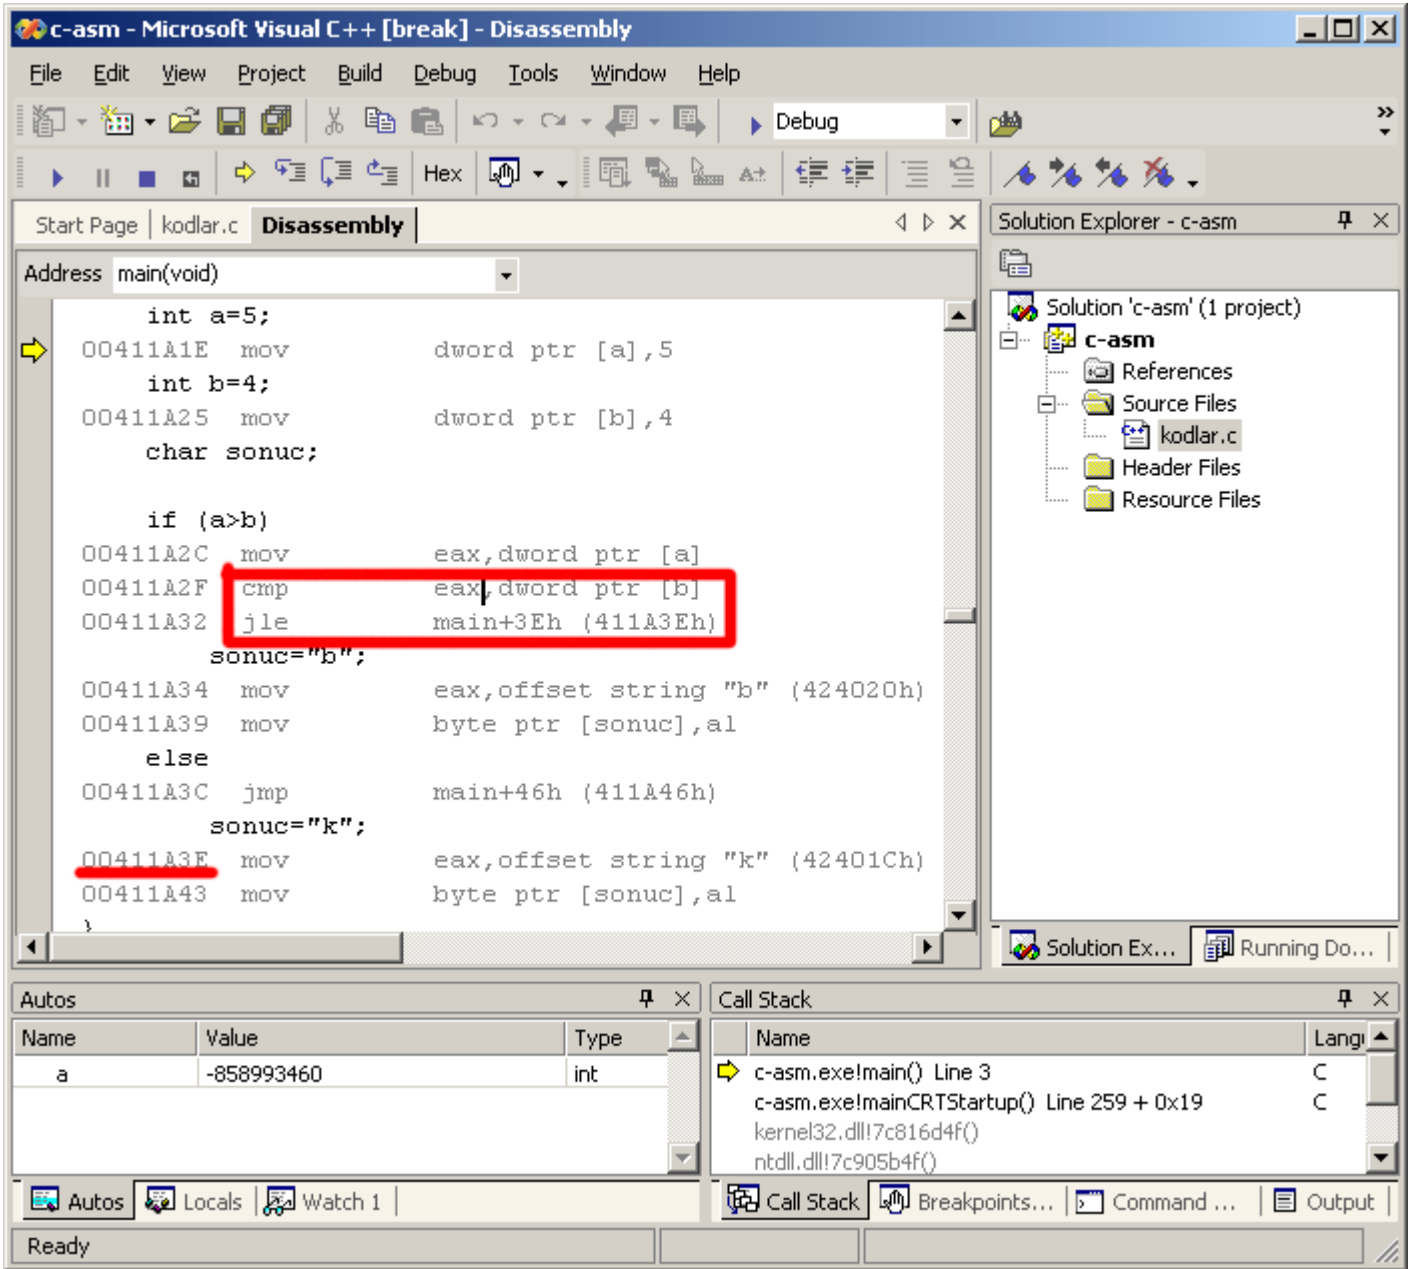 c-asm - Microsoft Visual C++ [break] - Disassembly
File Edit View Project Build Debug Tools Window Help
Debug
Hex
Start Page kodlar.c Disassembly
Address main(void)
int a=5;
00411A1E mov dword ptr [a],5
int b=4;
00411A25 mov dword ptr [b],4
char sonuc;
if (a>b)
00411A2C mov eax,dword ptr [a]
00411A2F cmp eax,dword ptr [b]
00411A32 jle main+3Eh (411A3Eh)
sonuc="b";
00411A34 mov eax,offset string "b" (424020h)
00411A39 mov byte ptr [sonuc],al
else
00411A3C jmp main+46h (411A46h)
sonuc="k";
00411A3E mov eax,offset string "k" (42401Ch)
00411A43 mov byte ptr [sonuc],al
}
Solution Explorer - c-asm
Solution 'c-asm' (1 project)
c-asm
References
Source Files
kodlar.c
Header Files
Resource Files
Solution Ex... Running Do...
Autos
Name Value Type
a -858993460 int
Autos Locals Watch 1
Call Stack
Name Langu
c-asm.exe!main() Line 3 C
c-asm.exe!mainCRTStartup() Line 259 + 0x19 C
kernel32.dll!7c816d4f()
ntdll.dll!7c905b4f()
Call Stack Breakpoints... Command ... Output
Ready